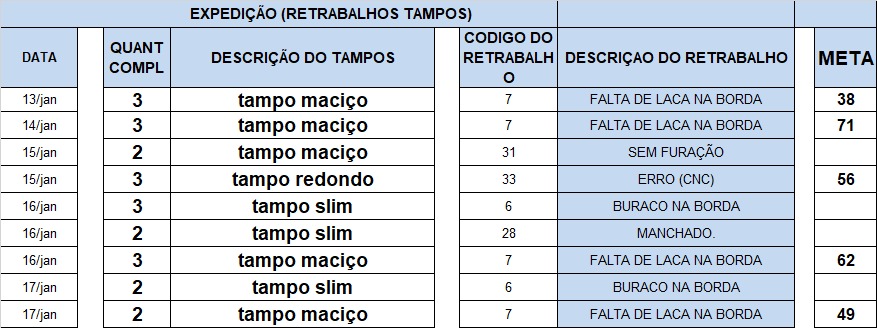 EXPEDIÇÃO (RETRABALHOS TAMPOS)
DATA QUANT COMPL DESCRIÇÃO DO TAMPOS CODIGO DO RETRABALHO DESCRIÇAO DO RETRABALHO META
13/jan 3 tampo maciço 7 FALTA DE LACA NA BORDA 38
14/jan 3 tampo maciço 7 FALTA DE LACA NA BORDA 71
15/jan 2 tampo maciço 31 SEM FURAÇÃO
15/jan 3 tampo redondo 33 ERRO (CNC) 56
16/jan 3 tampo slim 6 BURACO NA BORDA
16/jan 2 tampo slim 28 MANCHADO.
16/jan 3 tampo maciço 7 FALTA DE LACA NA BORDA 62
17/jan 2 tampo slim 6 BURACO NA BORDA
17/jan 2 tampo maciço 7 FALTA DE LACA NA BORDA 49